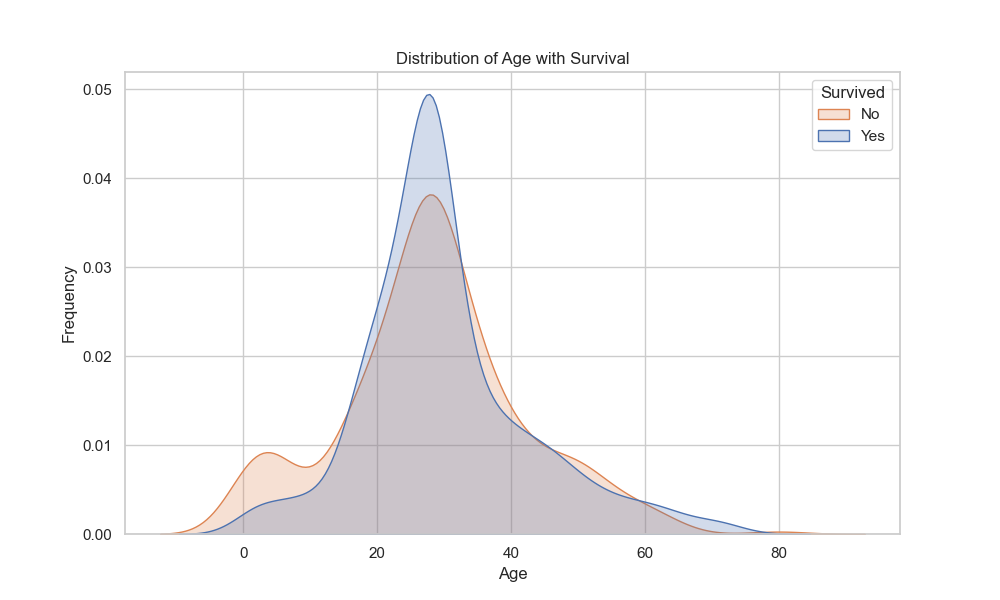 Distribution of Age with Survival
Survived
No
Yes
0.05
0.04
0.03
0.02
0.01
0.00
Frequency
0
20
40
60
80
Age